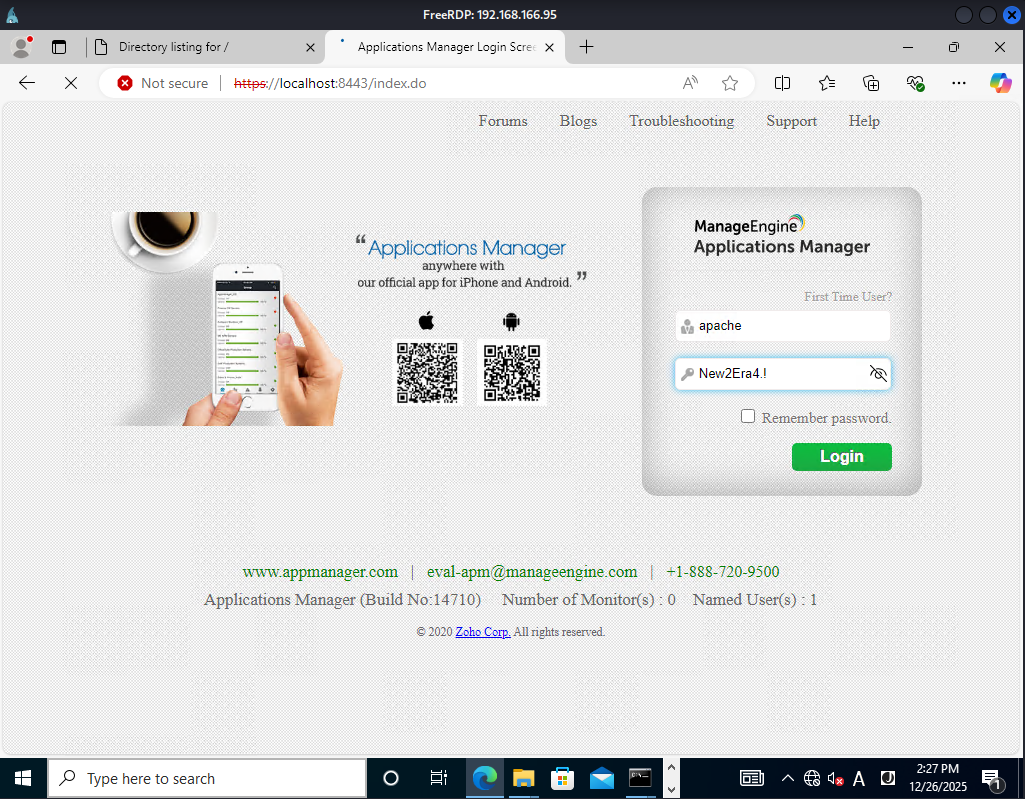 FreeRDP: 192.168.166.95
Directory listing for /
Applications Manager Login Scree
Not secure
https://localhost:8443/index.do
Forums Blogs Troubleshooting Support Help
ManageEngine
Applications Manager
“Applications Manager
anywhere with
our official app for iPhone and Android.”
First Time User?
apache
New2Era4.!
Remember password.
Login
www.appmanager.com | eval-apm@manageengine.com | +1-888-720-9500
Applications Manager (Build No:14710) Number of Monitor(s) : 0 Named User(s) : 1
© 2020 Zoho Corp. All rights reserved.
Type here to search
A
2:27 PM
12/26/2025
1